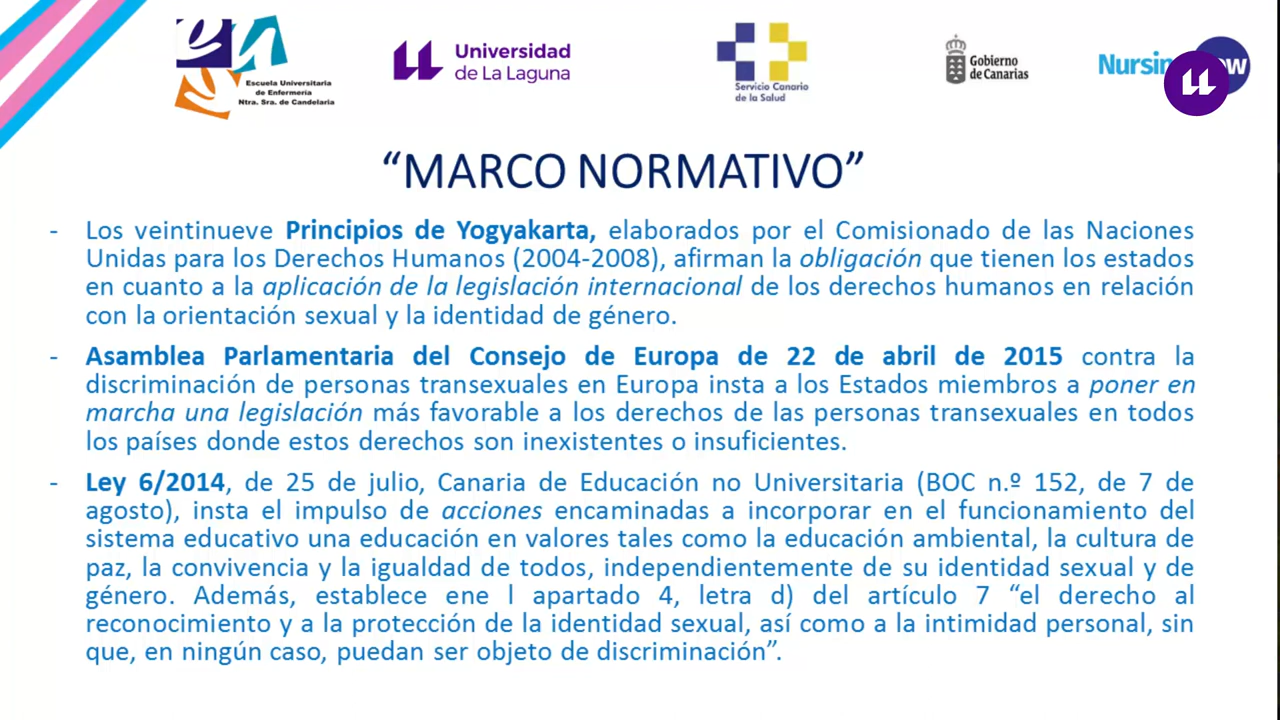 en
Escuela Universitaria
de Enfermería
Ntra. Sra. de Candelaria
Universidad
de La Laguna
Servicio Canario
de la Salud
Gobierno
de Canarias
“MARCO NORMATIVO”
- Los veintinueve Principios de Yogyakarta, elaborados por el Comisionado de las Naciones
Unidas para los Derechos Humanos (2004-2008), afirman la obligación que tienen los estados
en cuanto a la aplicación de la legislación internacional de los derechos humanos en relación
con la orientación sexual y la identidad de género.
- Asamblea Parlamentaria del Consejo de Europa de 22 de abril de 2015 contra la
discriminación de personas transexuales en Europa insta a los Estados miembros a poner en
marcha una legislación más favorable a los derechos de las personas transexuales en todos
los países donde estos derechos son inexistentes o insuficientes.
- Ley 6/2014, de 25 de julio, Canaria de Educación no Universitaria (BOC n.º 152, de 7 de
agosto), insta el impulso de acciones encaminadas a incorporar en el funcionamiento del
sistema educativo una educación en valores tales como la educación ambiental, la cultura de
paz, la convivencia y la igualdad de todos, independientemente de su identidad sexual y de
género. Además, establece ene l apartado 4, letra d) del artículo 7 “el derecho al
reconocimiento y a la protección de la identidad sexual, así como a la intimidad personal, sin
que, en ningún caso, puedan ser objeto de discriminación”.